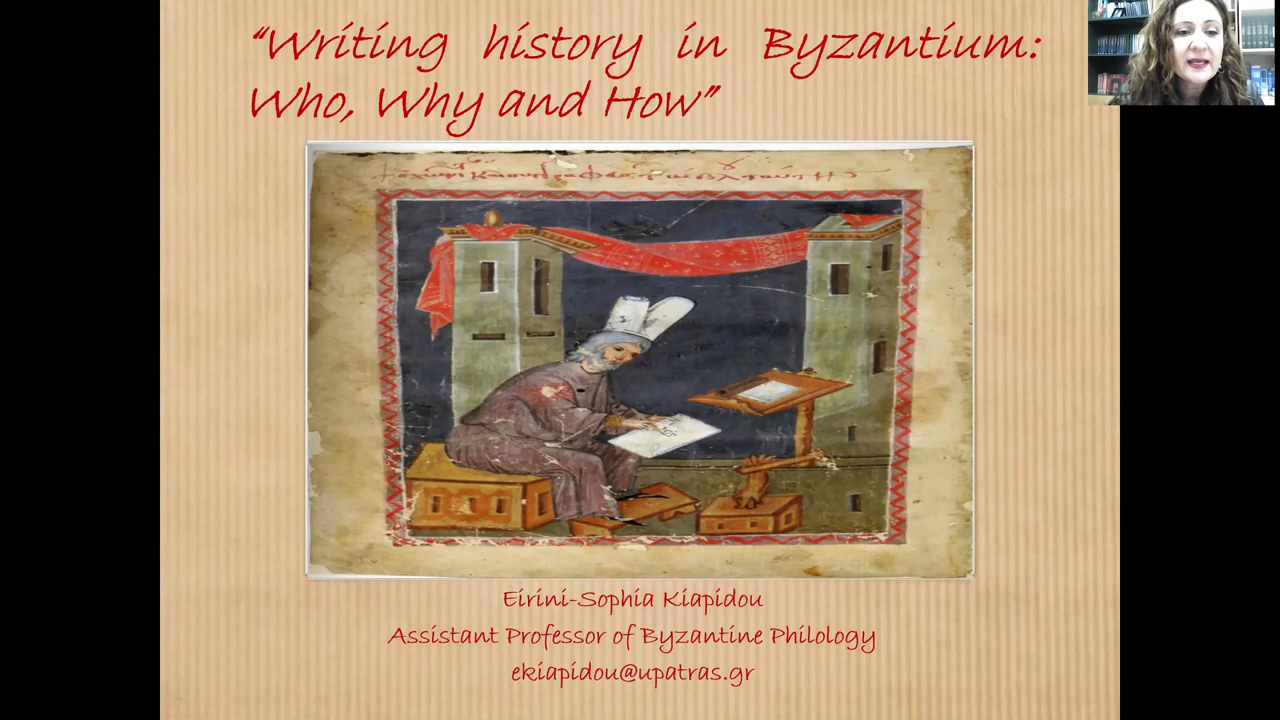 “Writing history in Byzantium:
Who, Why and How”
Eirini-Sophia Kiapidou
Assistant Professor of Byzantine Philology
ekiapidou@upatras.gr